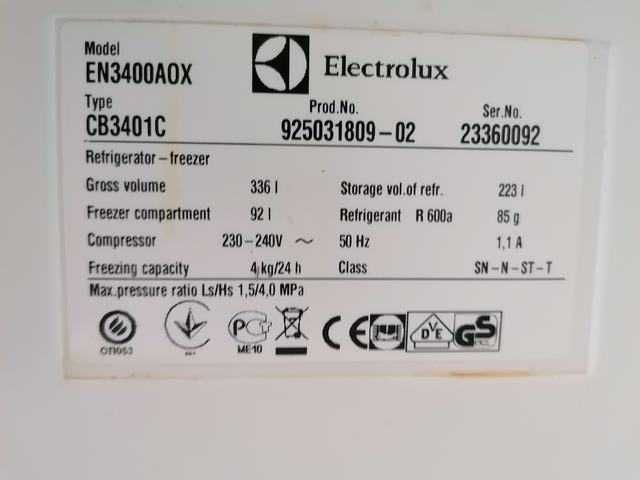 Model
EN3400AOX
Electrolux
Type
CB3401C
Prod.No.
925031809-02
Ser.No.
23360092
Refrigerator-freezer
Gross volume 336 l Storage vol.of refr. 223 l
Freezer compartment 92 l Refrigerant R 600a 85 g
Compressor 230-240V ~ 50 Hz 1,1 A
Freezing capacity 4 kg/24 h Class SN-N-ST-T
Max.pressure ratio Ls/Hs 1,5/4,0 MPa
ME10 CE DVE GS